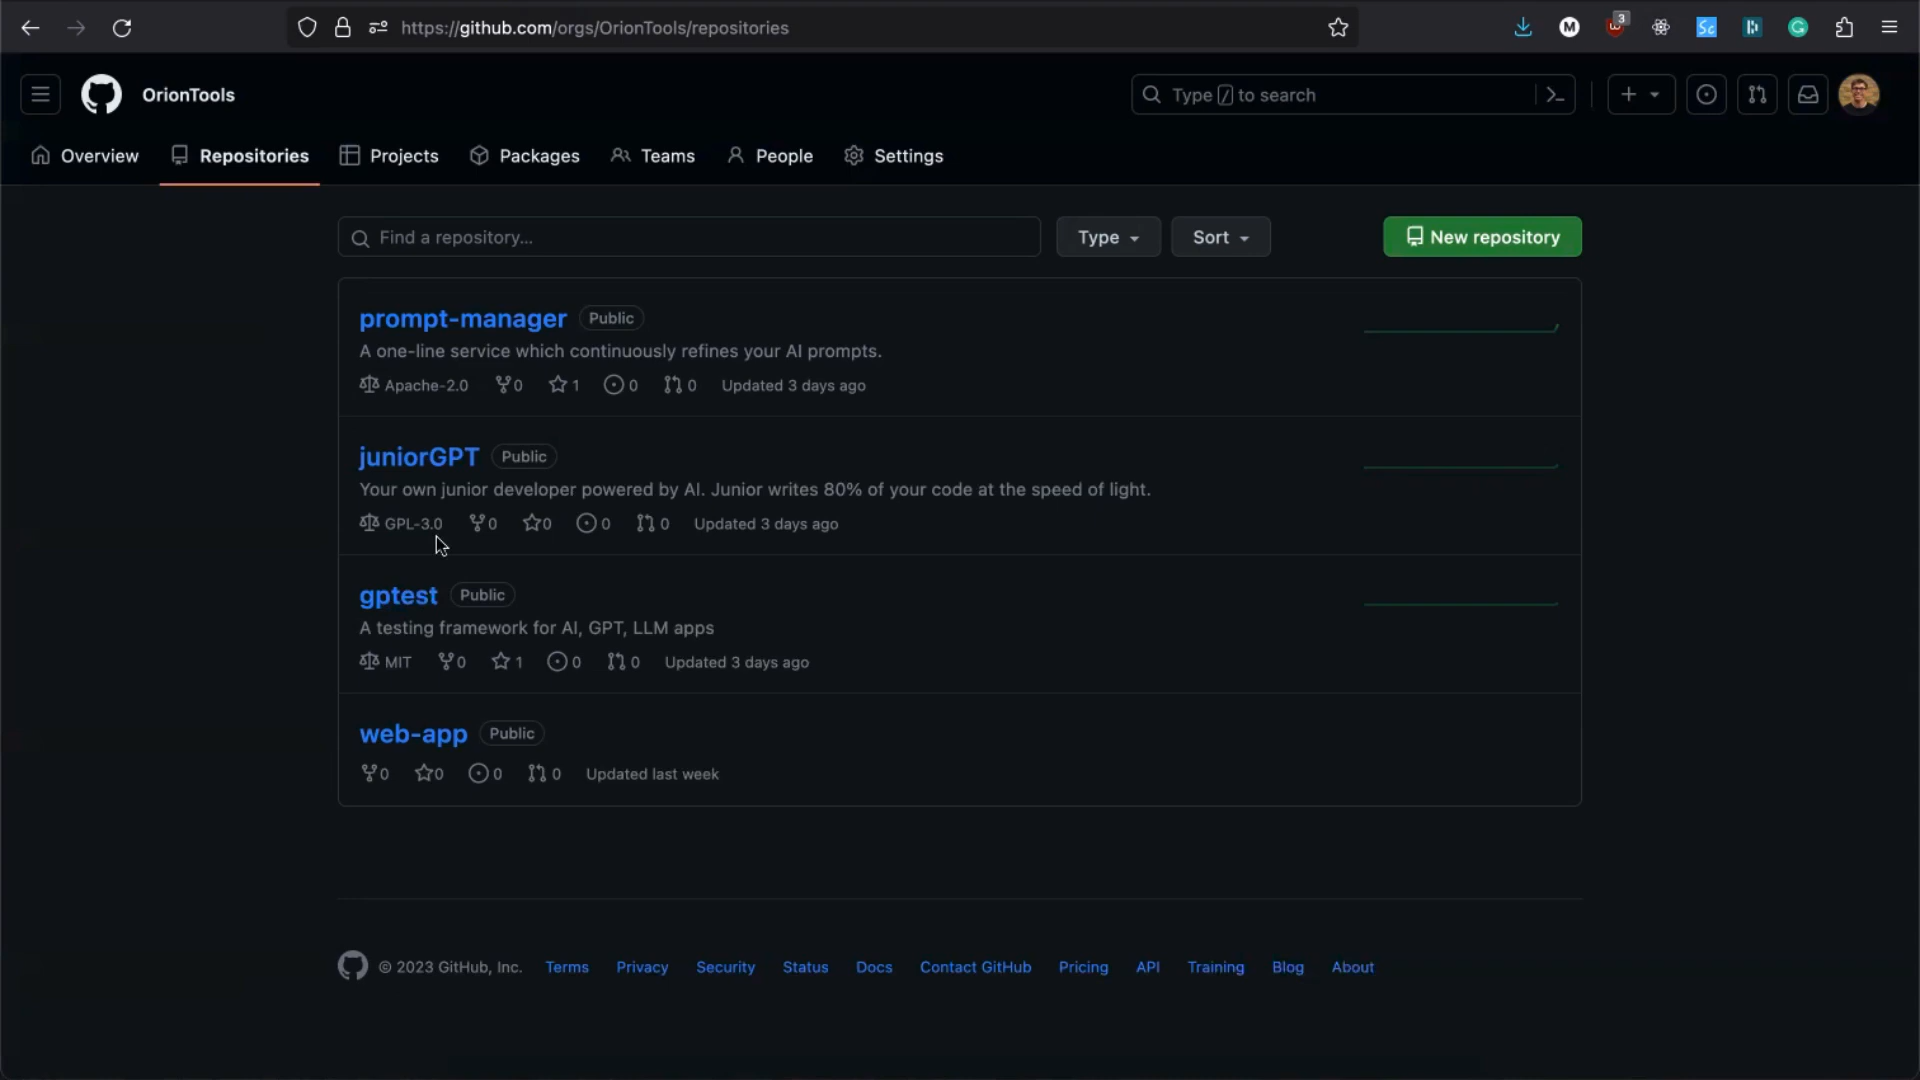 https://github.com/orgs/OrionTools/repositories
3
Sc
M
G
OrionTools
Type / to search
Overview
Repositories
Projects
Packages
Teams
People
Settings
Find a repository...
Type
Sort
New repository
prompt-manager Public
A one-line service which continuously refines your AI prompts.
Apache-2.0 0 1 0 0 Updated 3 days ago
juniorGPT Public
Your own junior developer powered by AI. Junior writes 80% of your code at the speed of light.
GPL-3.0 0 0 0 0 Updated 3 days ago
gptest Public
A testing framework for AI, GPT, LLM apps
MIT 0 1 0 0 Updated 3 days ago
web-app Public
0 0 0 0 Updated last week
© 2023 GitHub, Inc. Terms Privacy Security Status Docs Contact GitHub Pricing API Training Blog About